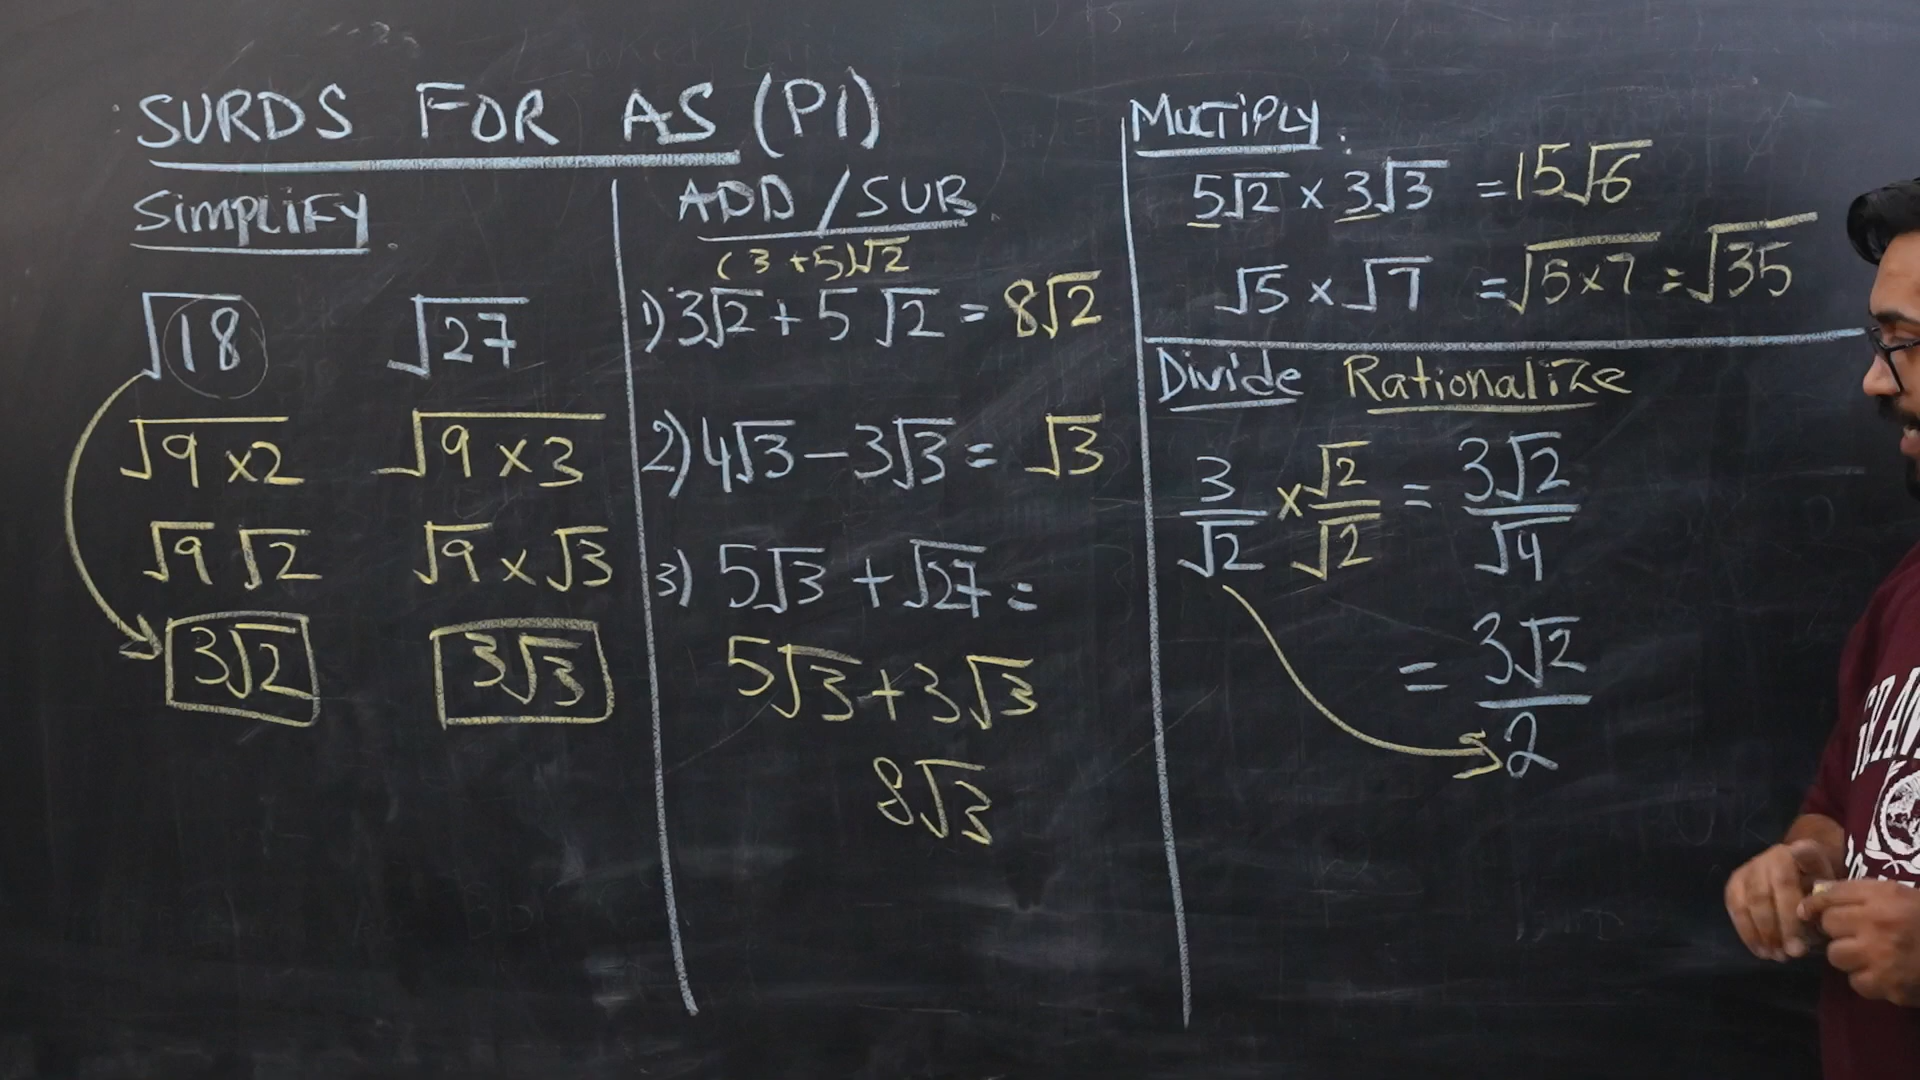 SURDS FOR AS (P1)
Simplify
√18
√9 × 2
√9 √2
3√2
√27
√9 × 3
√9 × √3
3√3
ADD / SUB
(3 + 5)√2
1) 3√2 + 5√2 = 8√2
2) 4√3 − 3√3 = √3
3) 5√3 + √27 =
5√3 + 3√3
8√3
Multiply
5√2 × 3√3 = 15√6
√5 × √7 = √5×7 = √35
Divide Rationalize
3/√2 × √2/√2 = 3√2/√4
= 3√2/2